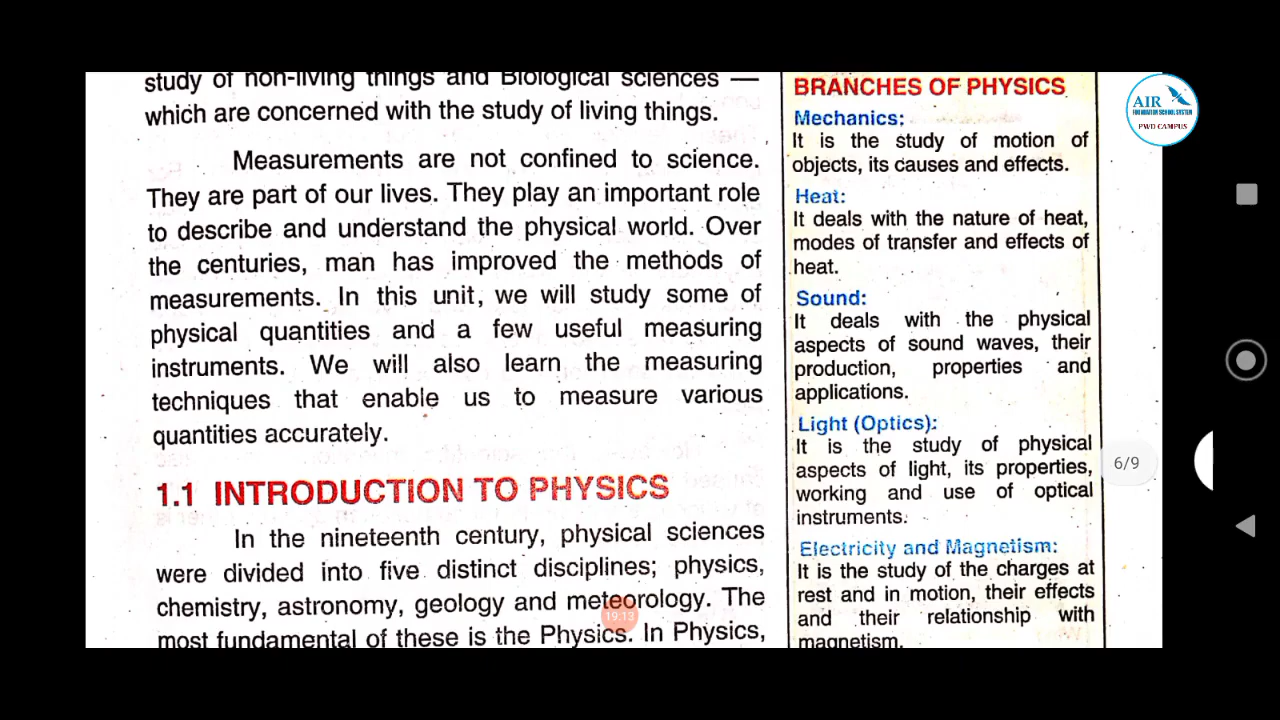 study of non-living things and Biological sciences —
which are concerned with the study of living things.
Measurements are not confined to science.
They are part of our lives. They play an important role
to describe and understand the physical world. Over
the centuries, man has improved the methods of
measurements. In this unit, we will study some of
physical quantities and a few useful measuring
instruments. We will also learn the measuring
techniques that enable us to measure various
quantities accurately.
1.1 INTRODUCTION TO PHYSICS
In the nineteenth century, physical sciences
were divided into five distinct disciplines; physics,
chemistry, astronomy, geology and meteorology. The
most fundamental of these is the Physics. In Physics,
19:13
BRANCHES OF PHYSICS
Mechanics:
It is the study of motion of
objects, its causes and effects.
Heat:
It deals with the nature of heat,
modes of transfer and effects of
heat.
Sound:
It deals with the physical
aspects of sound waves, their
production, properties and
applications.
Light (Optics):
It is the study of physical
aspects of light, its properties,
working and use of optical
instruments.
Electricity and Magnetism:
It is the study of the charges at
rest and in motion, their effects
and their relationship with
magnetism.
AIR
FOUNDATION SCHOOL SYSTEM
PWD CAMPUS
6/9